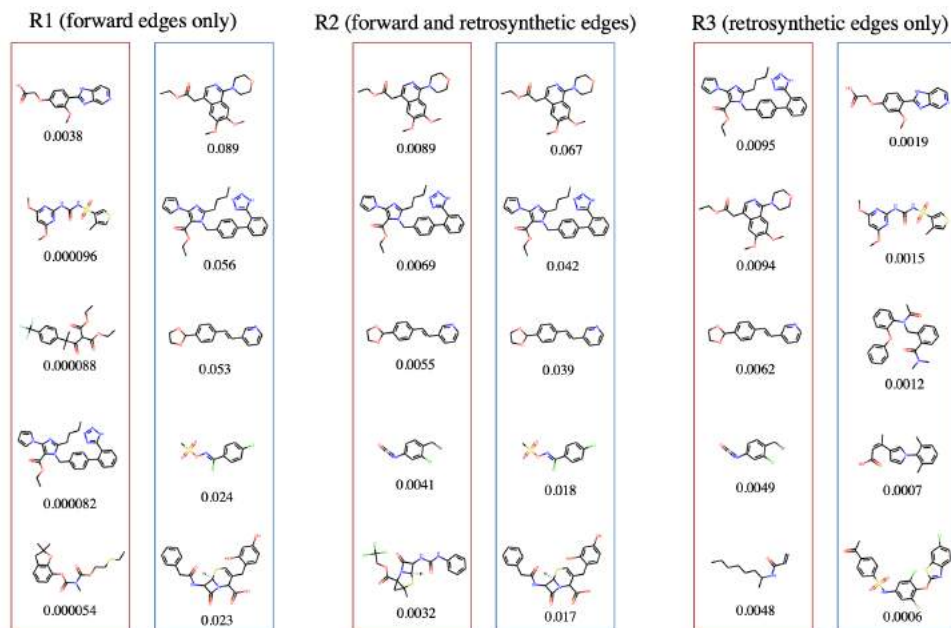 R1 (forward edges only) R2 (forward and retrosynthetic edges) R3 (retrosynthetic edges only)
0.0038 0.089 0.0089 0.067 0.0095 0.0019
0.000096 0.056 0.0069 0.042 0.0094 0.0015
0.000088 0.053 0.0055 0.039 0.0062 0.0012
0.000082 0.024 0.0041 0.018 0.0049 0.0007
0.000054 0.023 0.0032 0.017 0.0048 0.0006